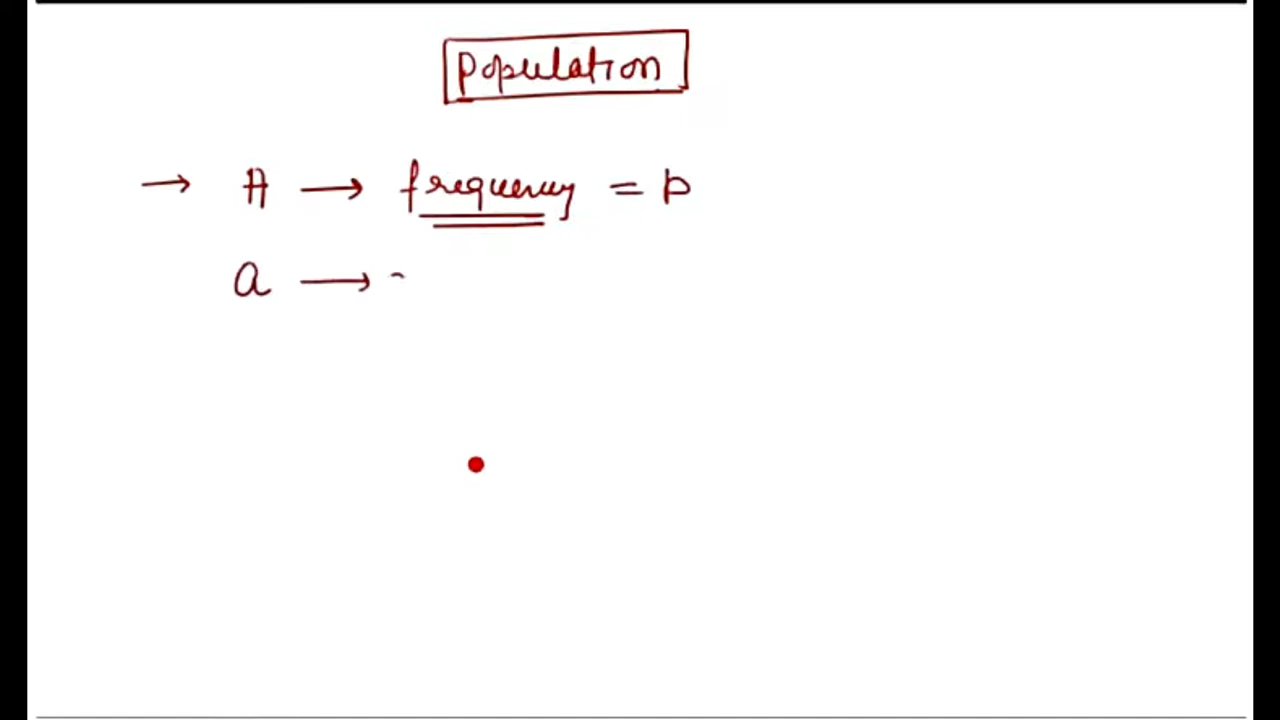 Population
→ A → frequency = p
a →